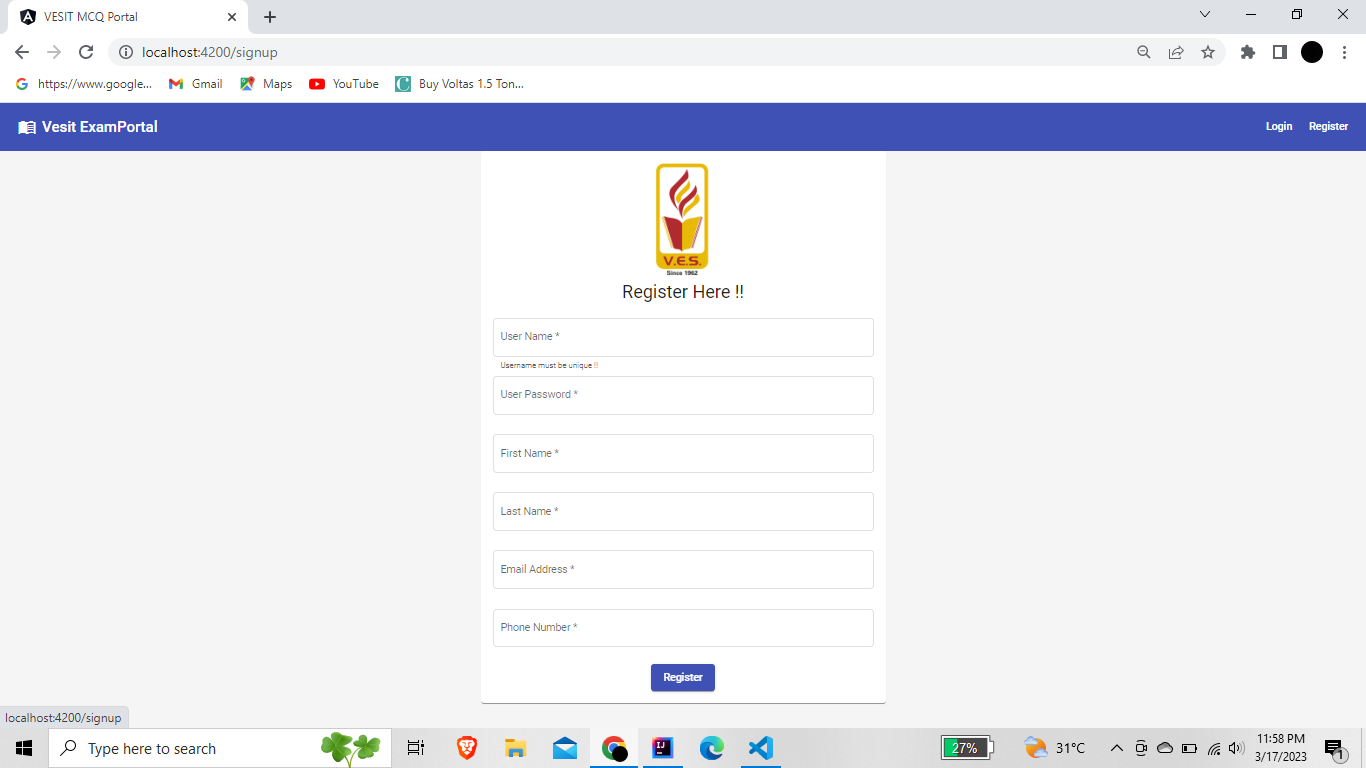 VESIT MCQ Portal
localhost:4200/signup
https://www.google...
Gmail
Maps
YouTube
Buy Voltas 1.5 Ton...
Vesit ExamPortal
Login
Register
V.E.S.
Since 1962
Register Here !!
User Name *
Username must be unique !!
User Password *
First Name *
Last Name *
Email Address *
Phone Number *
Register
localhost:4200/signup
Type here to search
27%
31°C
11:58 PM
3/17/2023
1